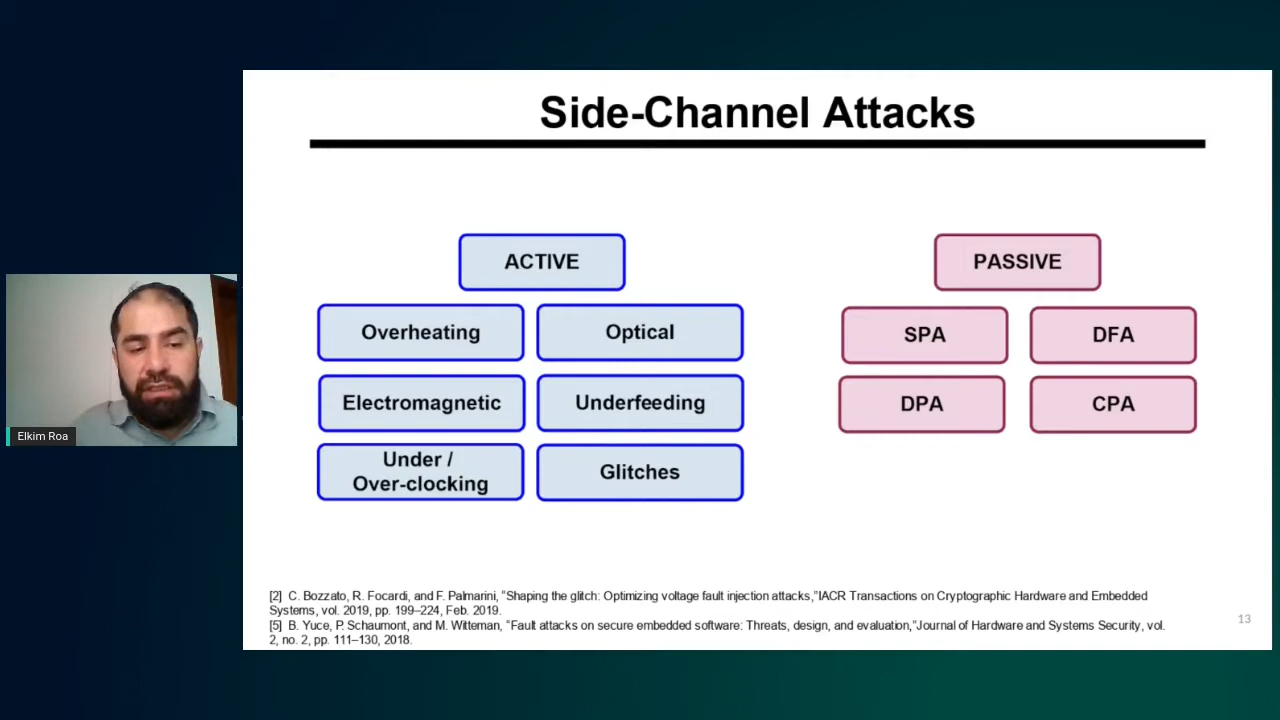 Side-Channel Attacks
ACTIVE
PASSIVE
Overheating
Optical
SPA
DFA
Electromagnetic
Underfeeding
DPA
CPA
Under /
Over-clocking
Glitches
Elkim Roa
[2] C. Bozzato, R. Focardi, and F. Palmarini, “Shaping the glitch: Optimizing voltage fault injection attacks,”IACR Transactions on Cryptographic Hardware and Embedded
Systems, vol. 2019, pp. 199–224, Feb. 2019.
[5] B. Yuce, P. Schaumont, and M. Witteman, “Fault attacks on secure embedded software: Threats, design, and evaluation,”Journal of Hardware and Systems Security, vol.
2, no. 2, pp. 111–130, 2018.
13